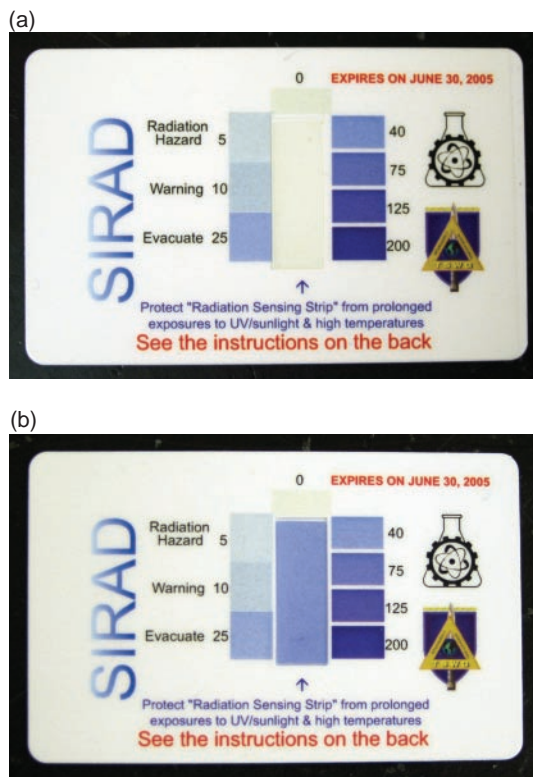 (a)
0
EXPIRES ON JUNE 30, 2005
SIRAD
Radiation
Hazard 5
Warning 10
Evacuate 25
40
75
125
200
Protect "Radiation Sensing Strip" from prolonged
exposures to UV/sunlight & high temperatures
See the instructions on the back
(b)
0
EXPIRES ON JUNE 30, 2005
SIRAD
Radiation
Hazard 5
Warning 10
Evacuate 25
40
75
125
200
Protect "Radiation Sensing Strip" from prolonged
exposures to UV/sunlight & high temperatures
See the instructions on the back